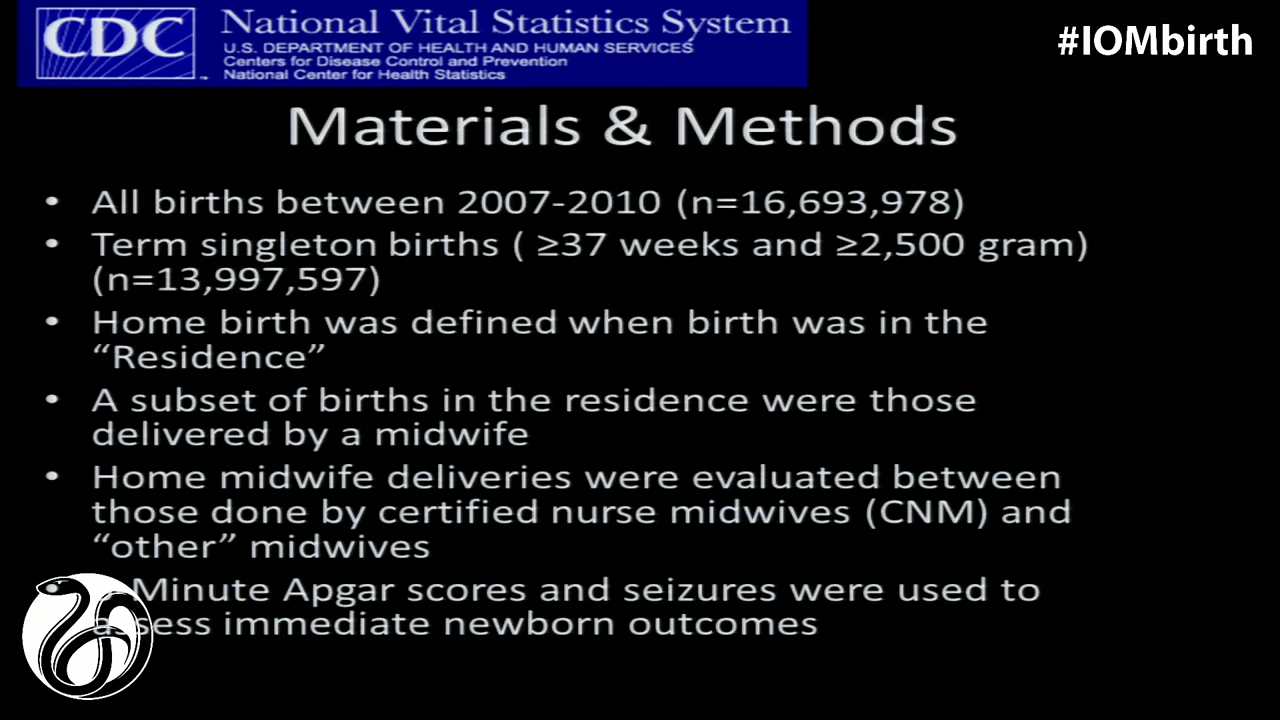 CDC
National Vital Statistics System
U.S. DEPARTMENT OF HEALTH AND HUMAN SERVICES
Centers for Disease Control and Prevention
National Center for Health Statistics
#IOMbirth
Materials & Methods
• All births between 2007-2010 (n=16,693,978)
• Term singleton births ( ≥37 weeks and ≥2,500 gram)
(n=13,997,597)
• Home birth was defined when birth was in the
“Residence”
• A subset of births in the residence were those
delivered by a midwife
• Home midwife deliveries were evaluated between
those done by certified nurse midwives (CNM) and
“other” midwives
• Minute Apgar scores and seizures were used to
assess immediate newborn outcomes